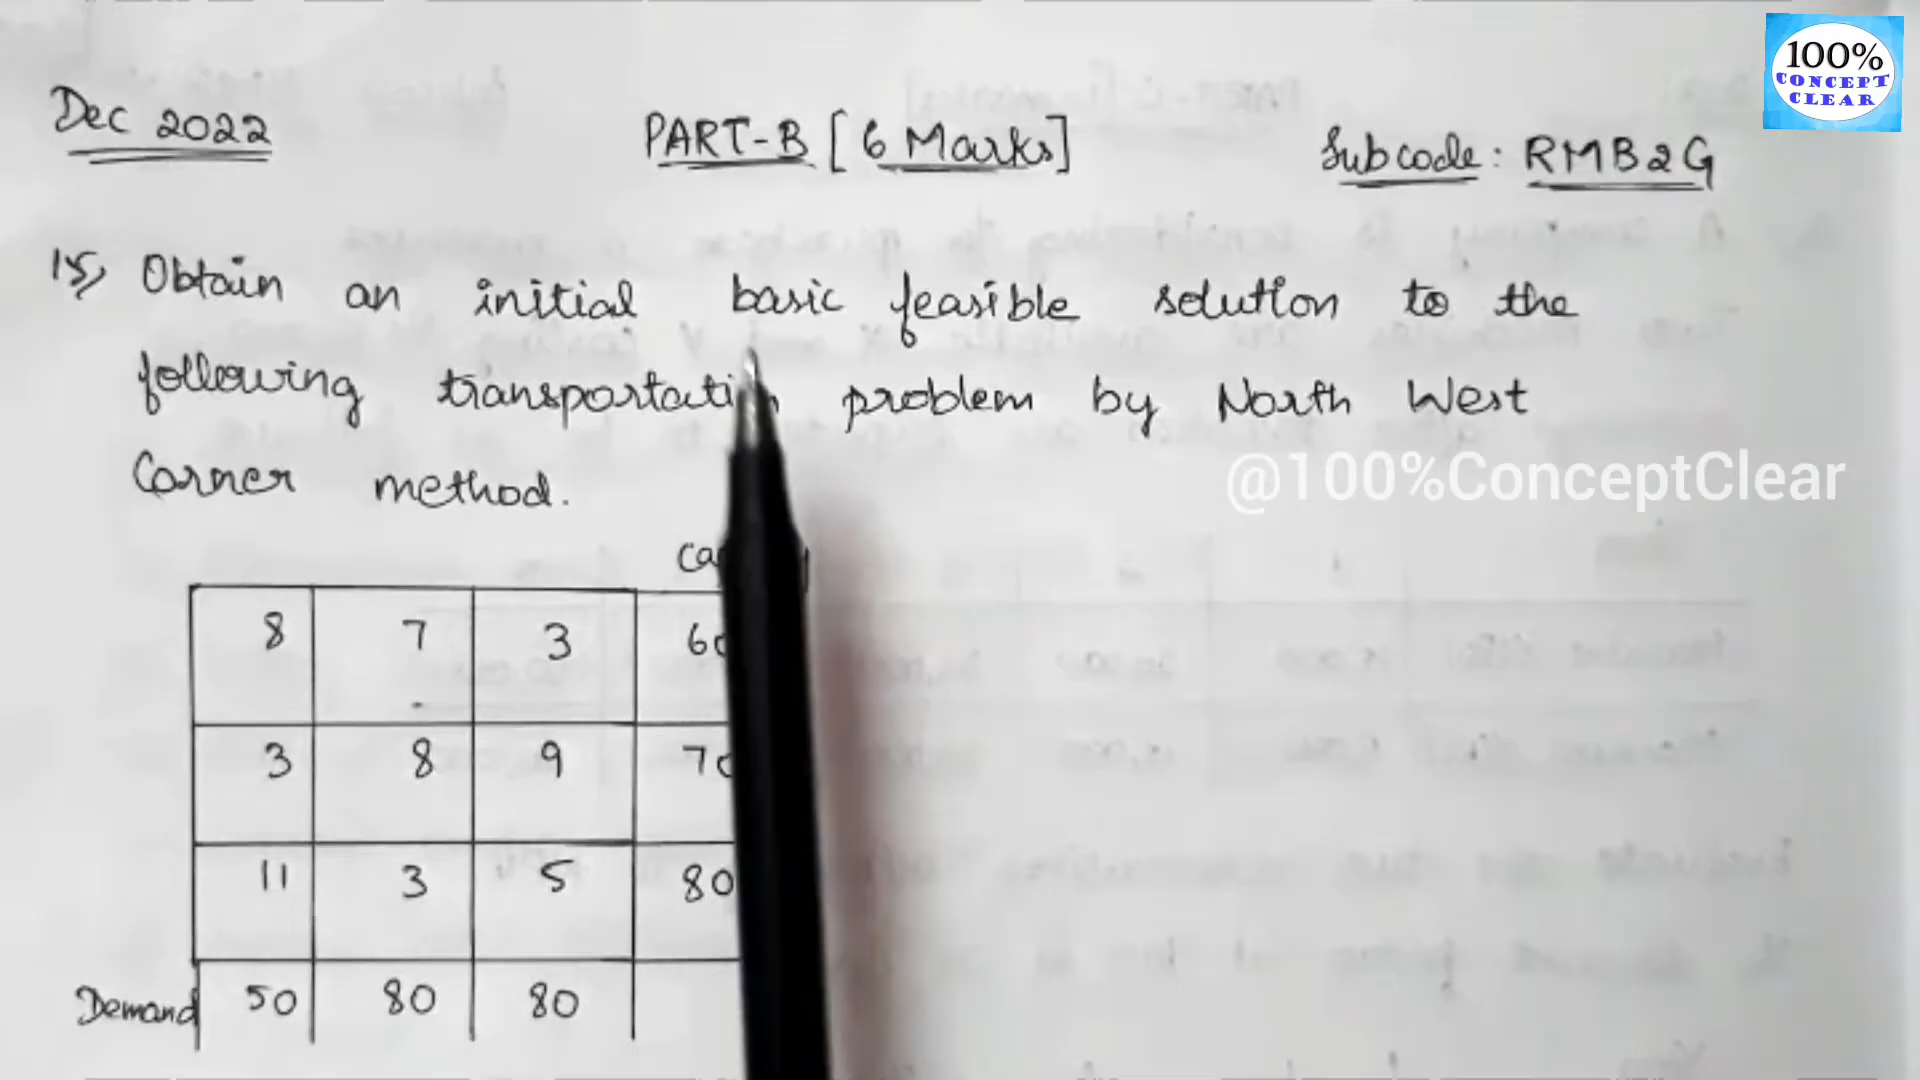 100%
CONCEPT
CLEAR
Dec 2022 PART-B [6 Marks] Subcode: RMB2G
15) Obtain an initial basic feasible solution to the
following problem by North West
Corner method.
@100%ConceptClear
8 7 3
3 8 9
11 3 5 80
Demand 50 80 80